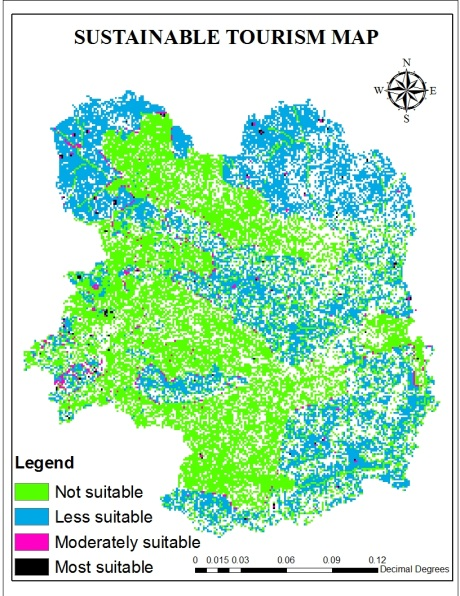 SUSTAINABLE TOURISM MAP
N
W E
S
Legend
Not suitable
Less suitable
Moderately suitable
Most suitable
0 0.015 0.03 0.06 0.09 0.12
Decimal Degrees